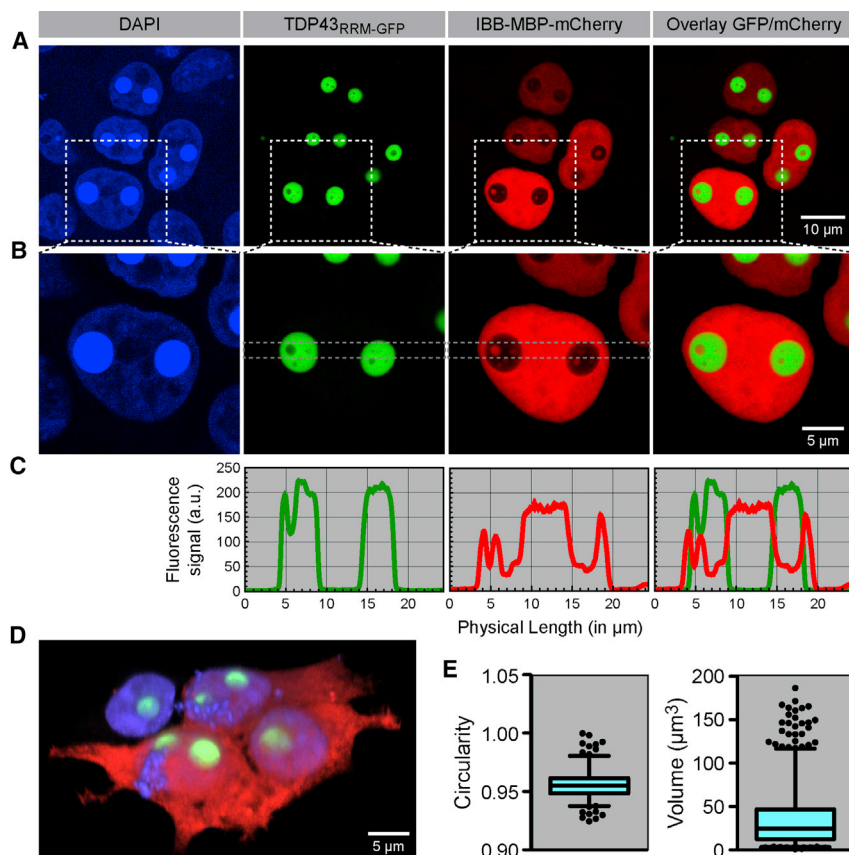 DAPI TDP43RRM-GFP IBB-MBP-mCherry Overlay GFP/mCherry
A
10 µm
B
5 µm
C
Fluorescence
signal (a.u.)
250
200
150
100
50
0
0 5 10 15 20 0 5 10 15 20 0 5 10 15 20
Physical Length (in µm)
D
5 µm
E
Circularity
1.05
1.00
0.95
0.90
Volume (µm³)
200
150
100
50
0